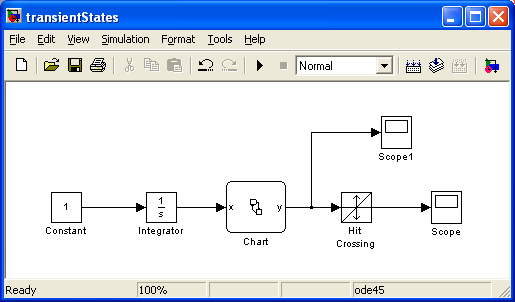 transientStates
File Edit View Simulation Format Tools Help
Normal
Scope1
1
Constant
1
s
Integrator
x
y
Chart
Hit
Crossing
Scope
Ready 100% ode45